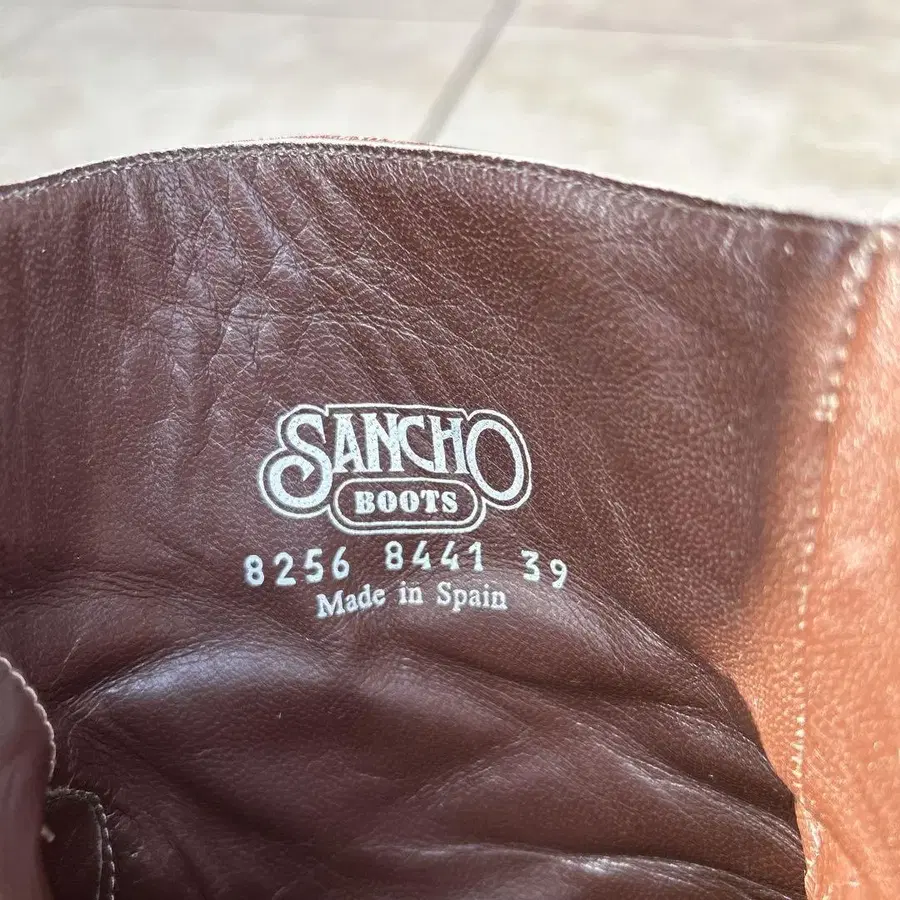 SANCHO
BOOTS
8256 8441 39
Made in Spain